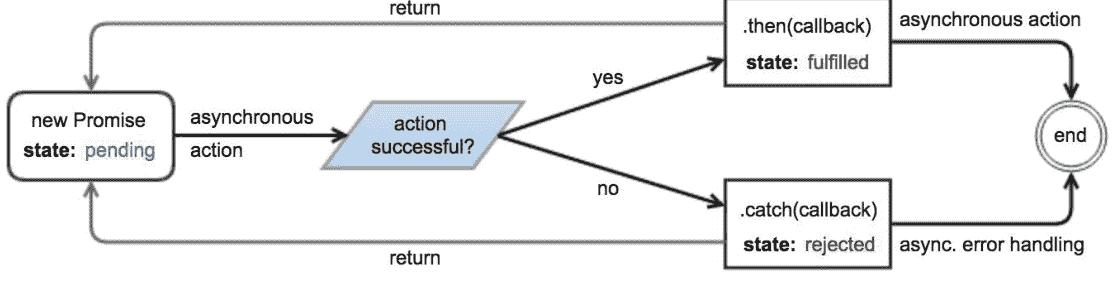 return
.then(callback)
state: fulfilled
asynchronous action
yes
new Promise
state: pending
asynchronous
action
action
successful?
end
no
.catch(callback)
state: rejected
async. error handling
return